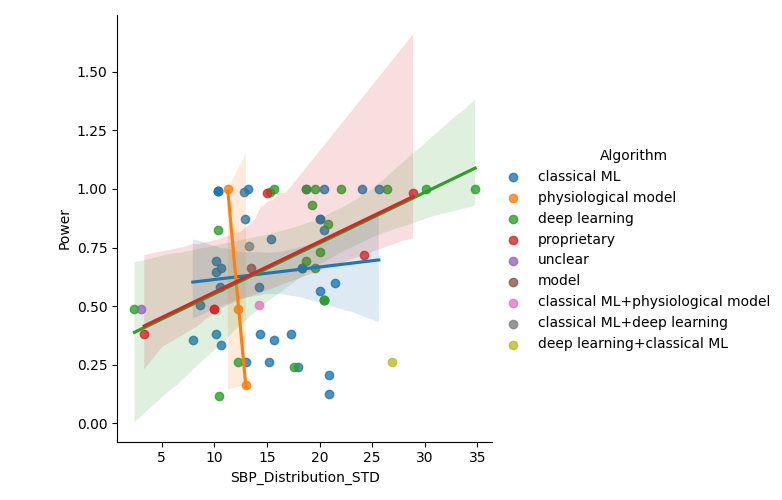 1.50
1.25
1.00
0.75
0.50
0.25
0.00
Power
5 10 15 20 25 30 35
SBP_Distribution_STD
Algorithm
classical ML
physiological model
deep learning
proprietary
unclear
model
classical ML+physiological model
classical ML+deep learning
deep learning+classical ML